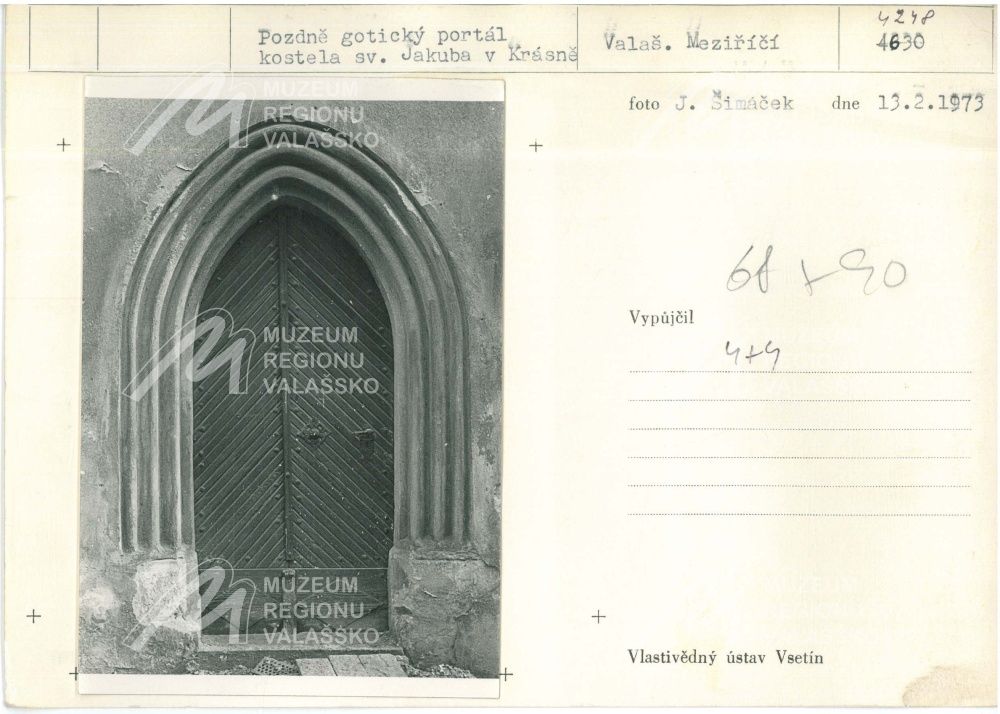 Pozdně gotický portál
kostela sv. Jakuba v Krásně
Valaš. Meziříčí
4248
4630
foto J. Šimáček dne 13.2.1973
MUZEUM
REGIONU
VALAŠSKO
68 + 90
Vypůjčil
4+4
MUZEUM
REGIONU
VALAŠSKO
MUZEUM
REGIONU
VALAŠSKO
Vlastivědný ústav Vsetín